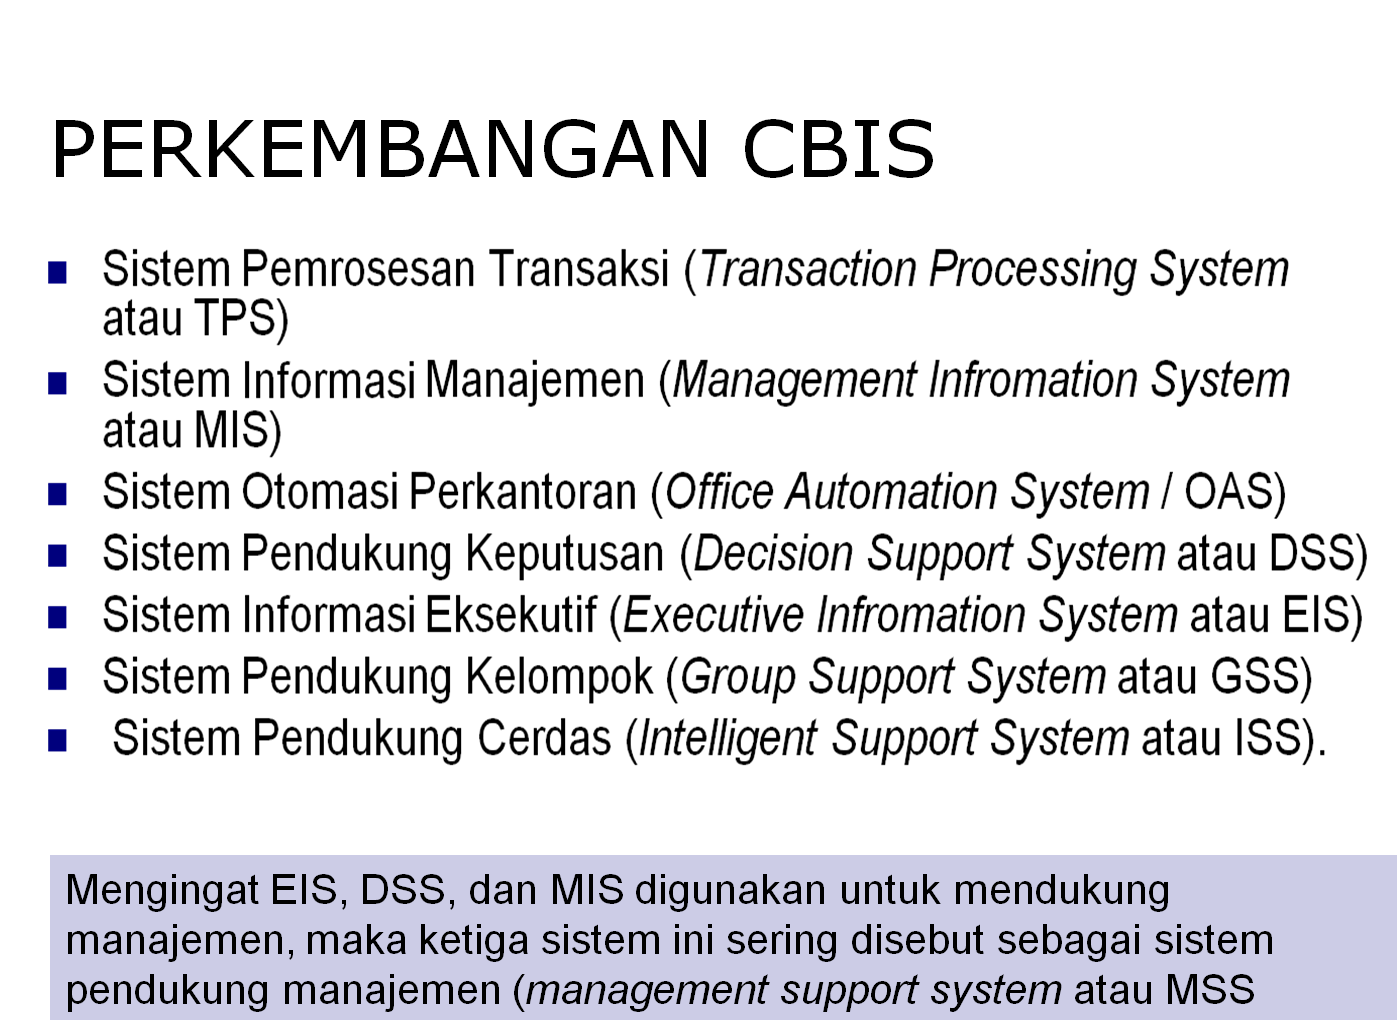 PERKEMBANGAN CBIS
Sistem Pemrosesan Transaksi (Transaction Processing System
atau TPS)
Sistem Informasi Manajemen (Management Infromation System
atau MIS)
Sistem Otomasi Perkantoran (Office Automation System / OAS)
Sistem Pendukung Keputusan (Decision Support System atau DSS)
Sistem Informasi Eksekutif (Executive Infromation System atau EIS)
Sistem Pendukung Kelompok (Group Support System atau GSS)
Sistem Pendukung Cerdas (Intelligent Support System atau ISS).
Mengingat EIS, DSS, dan MIS digunakan untuk mendukung
manajemen, maka ketiga sistem ini sering disebut sebagai sistem
pendukung manajemen (management support system atau MSS